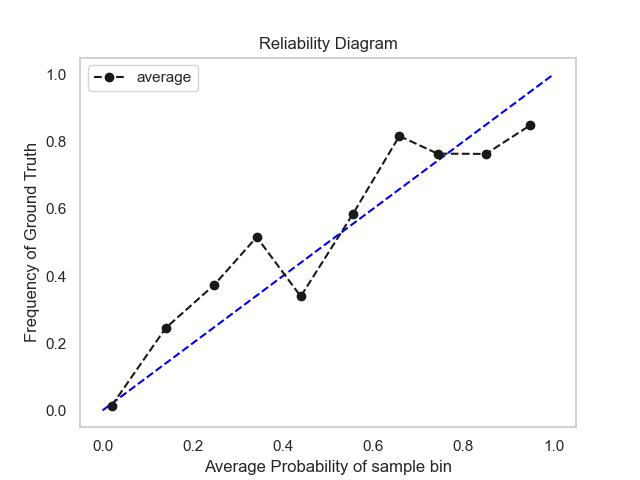 Reliability Diagram
average
Frequency of Ground Truth
1.0
0.8
0.6
0.4
0.2
0.0
0.0 0.2 0.4 0.6 0.8 1.0
Average Probability of sample bin